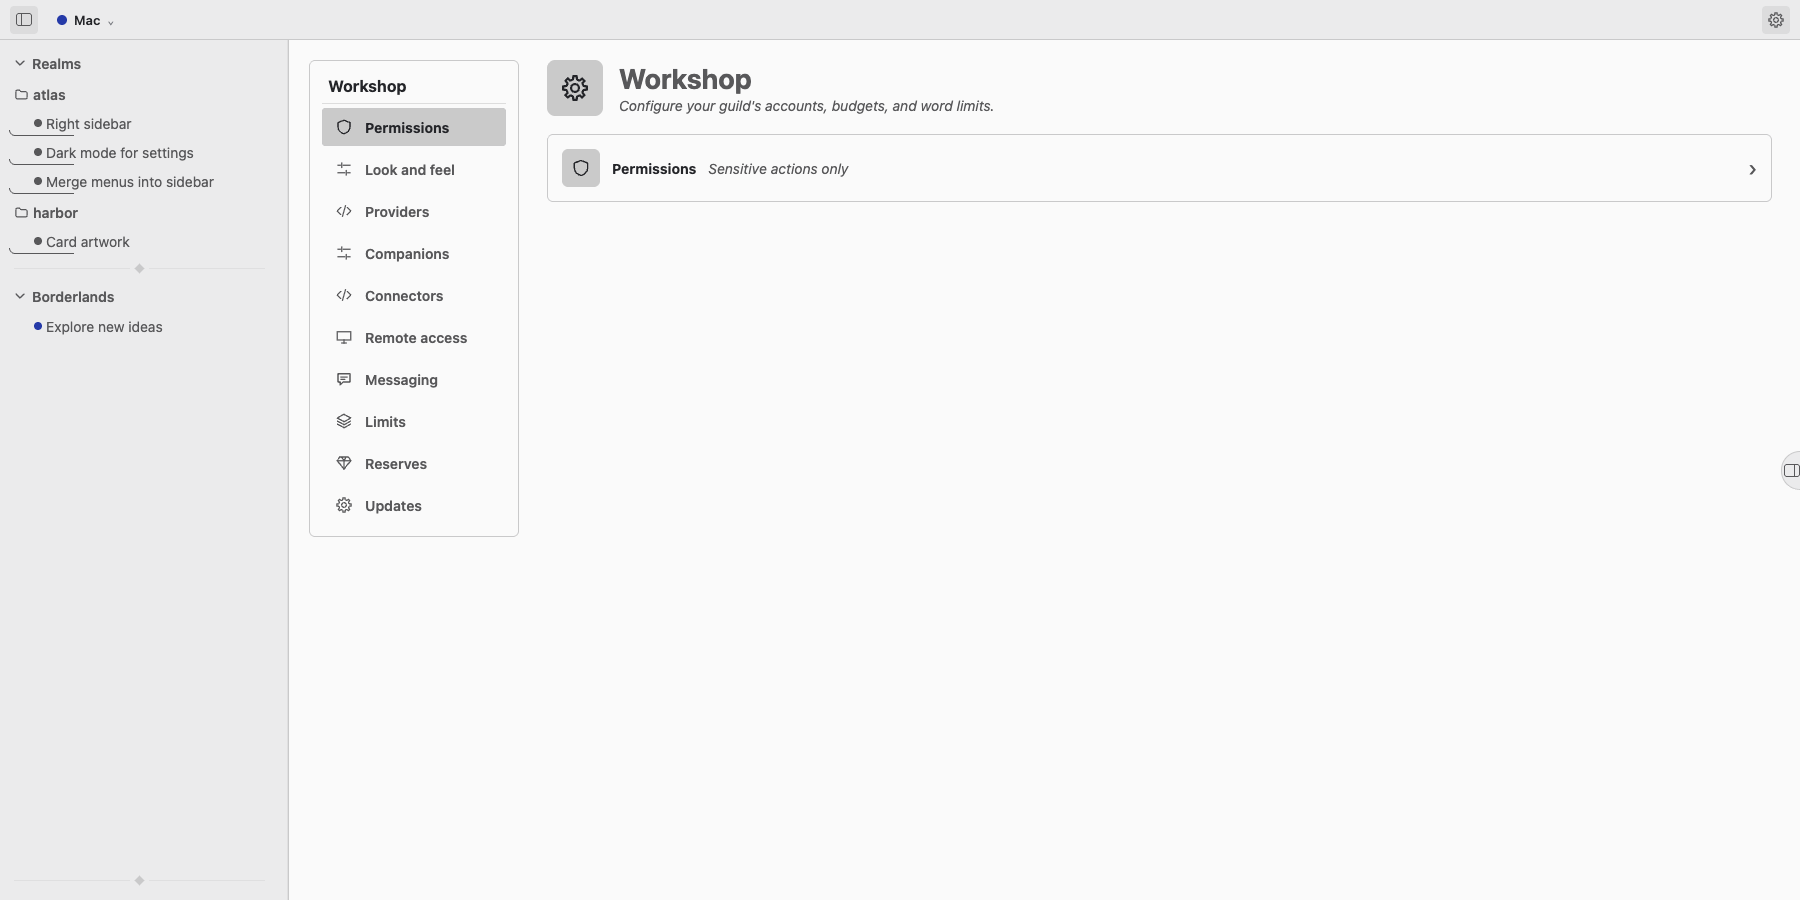 Mac
Realms
atlas
Right sidebar
Dark mode for settings
Merge menus into sidebar
harbor
Card artwork
Borderlands
Explore new ideas
Workshop
Permissions
Look and feel
Providers
Companions
Connectors
Remote access
Messaging
Limits
Reserves
Updates
Workshop
Configure your guild's accounts, budgets, and word limits.
Permissions Sensitive actions only